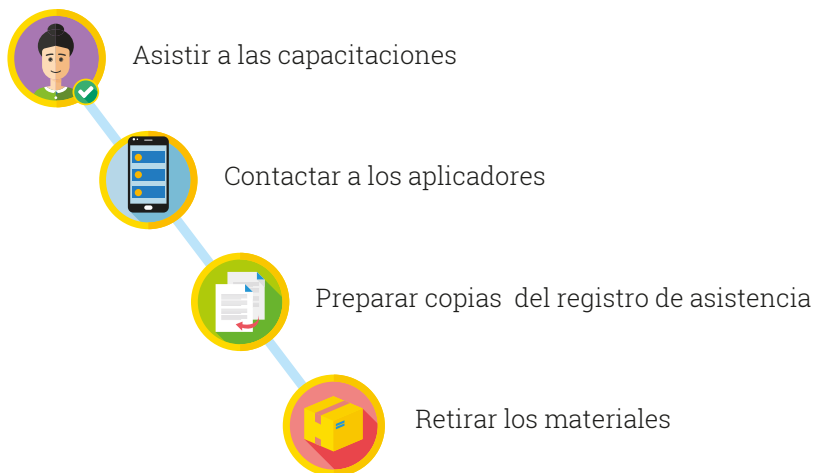 Asistir a las capacitaciones
Contactar a los aplicadores
Preparar copias  del registro de asistencia
Retirar los materiales